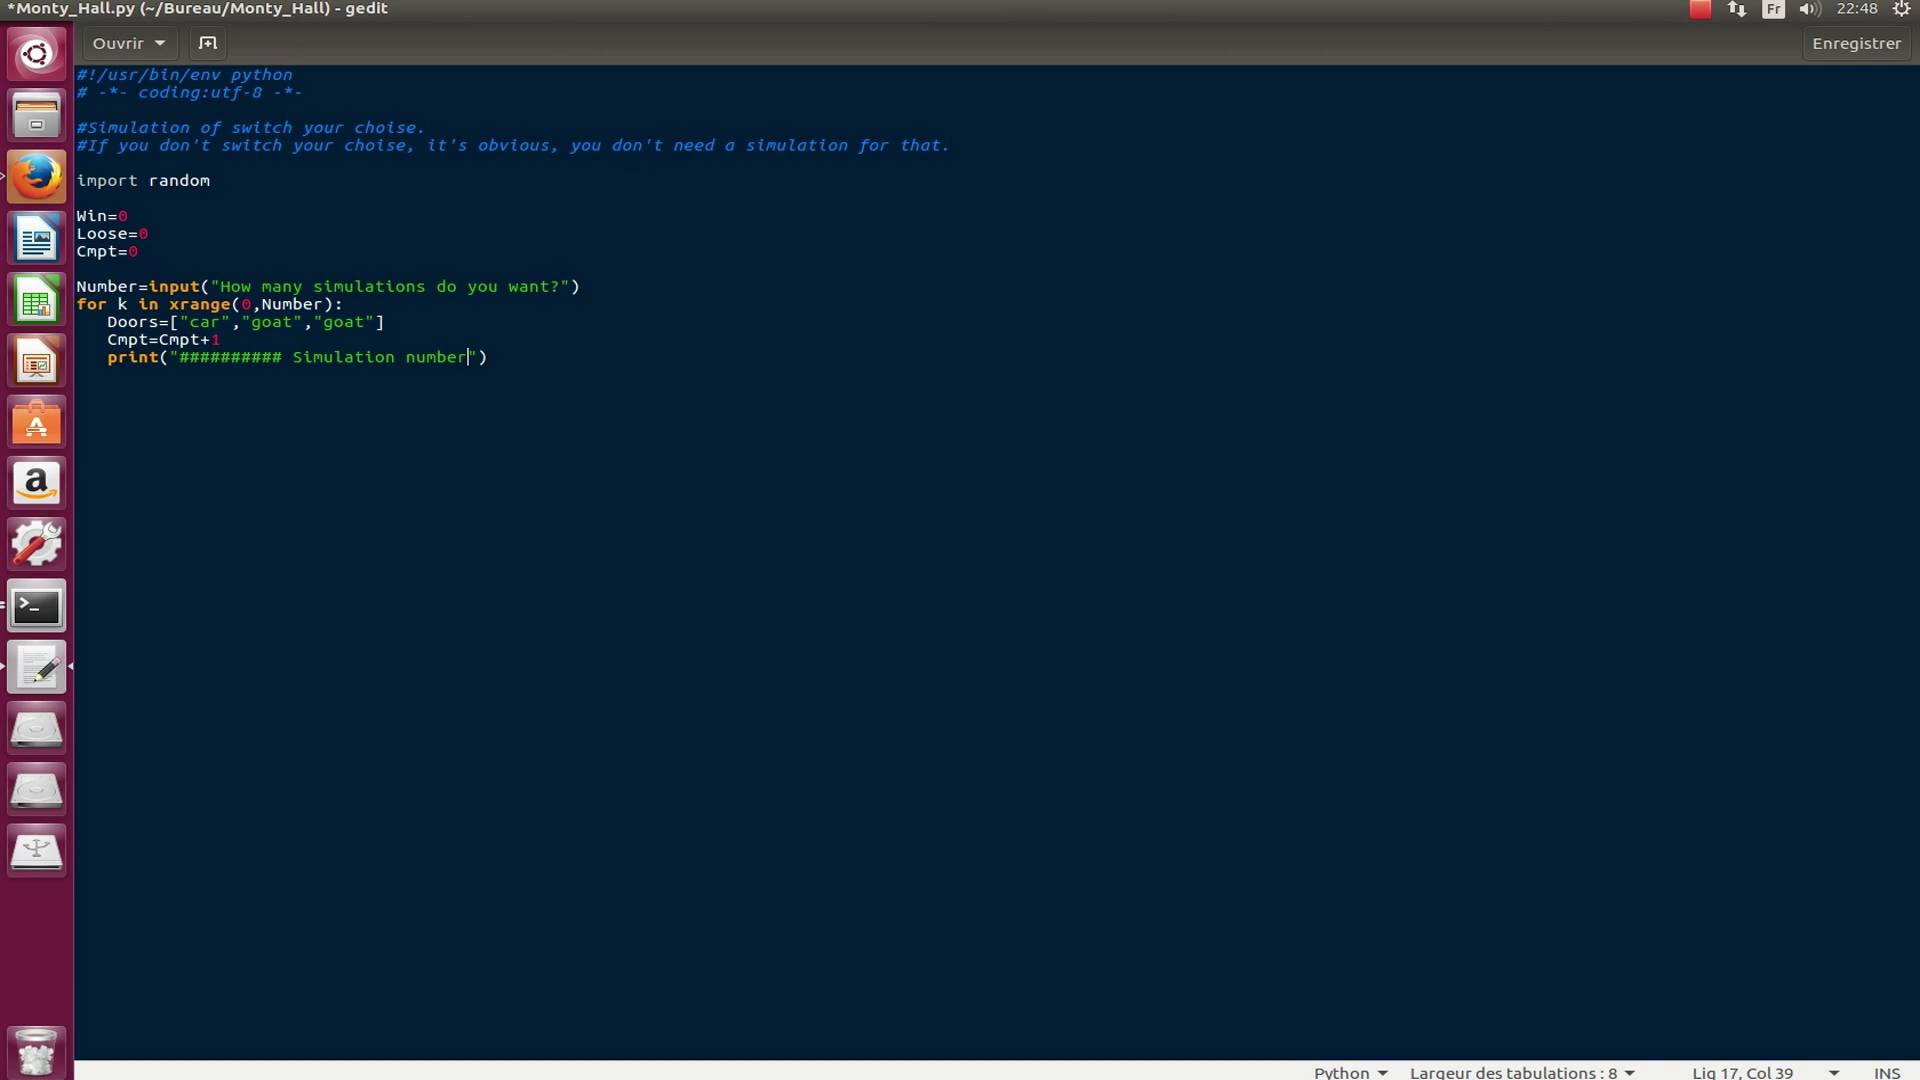 *Monty_Hall.py (~/Bureau/Monty_Hall) - gedit
Fr
22:48
Ouvrir
Enregistrer
#!/usr/bin/env python
# -*- coding:utf-8 -*-
#Simulation of switch your choise.
#If you don't switch your choise, it's obvious, you don't need a simulation for that.
import random
Win=0
Loose=0
Cmpt=0
Number=input("How many simulations do you want?")
for k in xrange(0,Number):
Doors=["car","goat","goat"]
Cmpt=Cmpt+1
print("########## Simulation number")
Python
Largeur des tabulations : 8
Lig 17, Col 39
INS